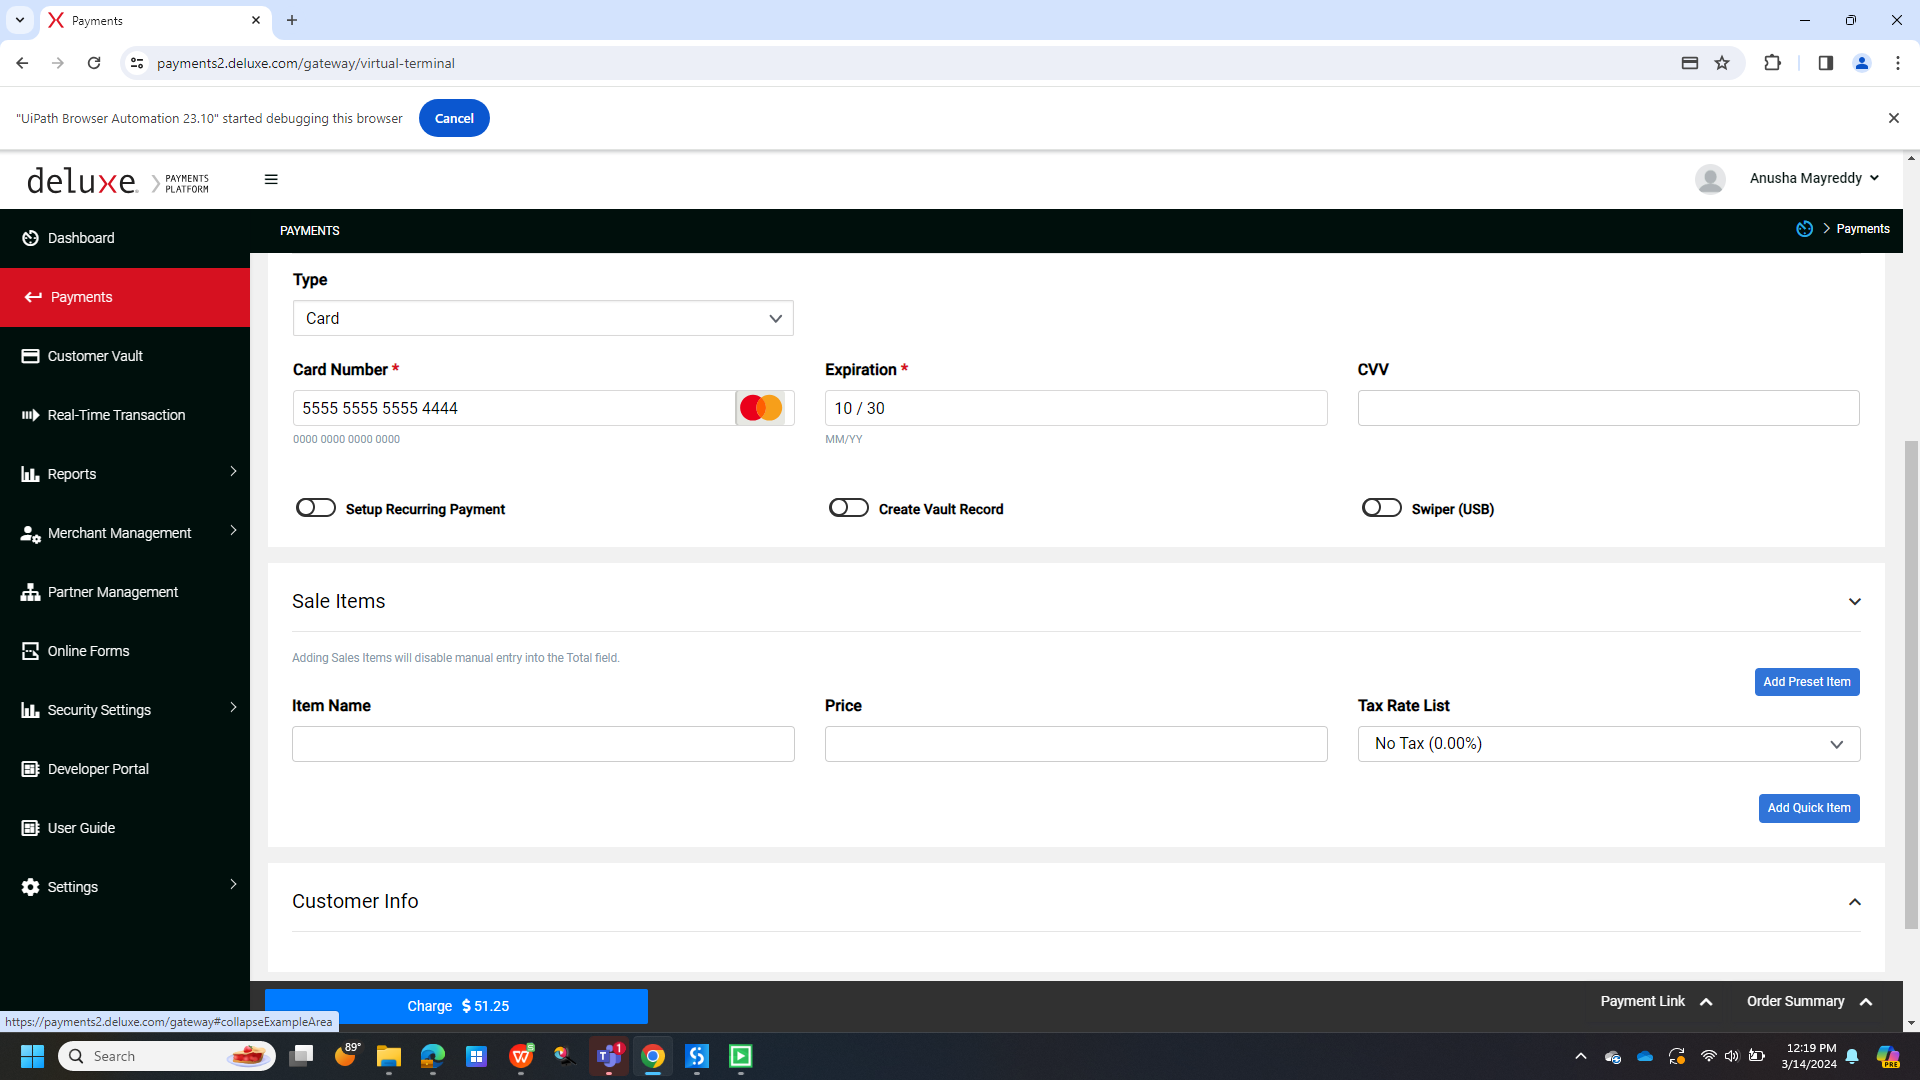 Payments
payments2.deluxe.com/gateway/virtual-terminal
"UiPath Browser Automation 23.10" started debugging this browser
Cancel
deluxe.
PAYMENTS
PLATFORM
Anusha Mayreddy
Dashboard
PAYMENTS
Payments
Payments
Customer Vault
Real-Time Transaction
Reports
Merchant Management
Partner Management
Online Forms
Security Settings
Developer Portal
User Guide
Settings
Type
Card
Card Number *
Expiration *
CVV
5555 5555 5555 4444
10 / 30
0000 0000 0000 0000
MM/YY
Setup Recurring Payment
Create Vault Record
Swiper (USB)
Sale Items
Adding Sales Items will disable manual entry into the Total field.
Add Preset Item
Item Name
Price
Tax Rate List
No Tax (0.00%)
Add Quick Item
Customer Info
Charge $ 51.25
Payment Link
Order Summary
https://payments2.deluxe.com/gateway#collapseExampleArea
Search
89°
1
12:19 PM
3/14/2024
PRE